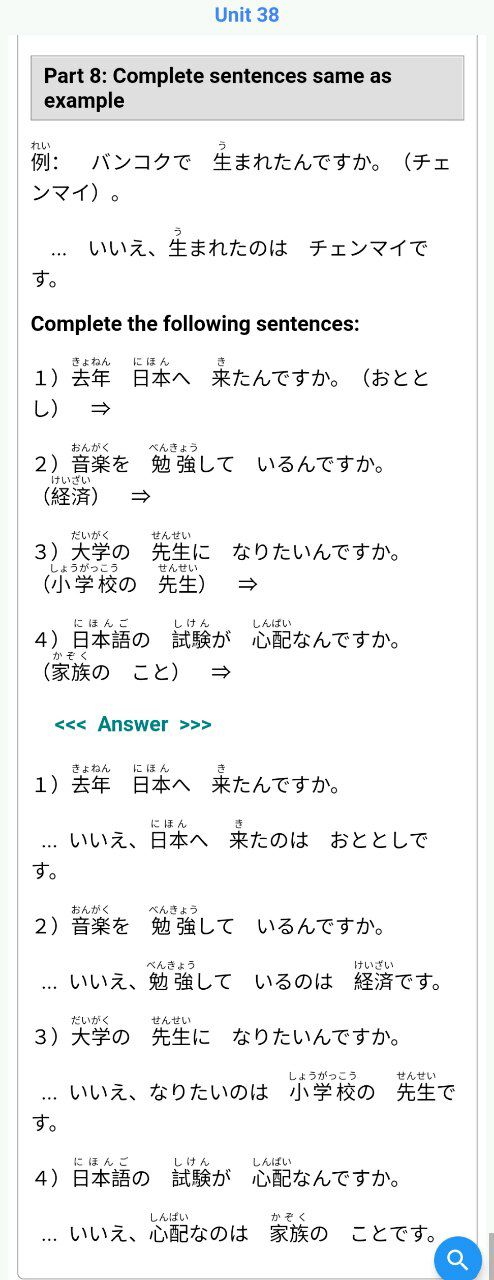 Unit 38
Part 8: Complete sentences same as
example
れい う
例： バンコクで 生まれたんですか。（チェ
ンマイ）。
う
... いいえ、生まれたのは チェンマイで
す。
Complete the following sentences:
きょねん にほん き
1）去年 日本へ 来たんですか。（おとと
し） ⇒
おんがく べんきょう
2）音楽を 勉強して いるんですか。
けいざい
（経済） ⇒
だいがく せんせい
3）大学の 先生に なりたいんですか。
しょうがっこう せんせい
（小学校の 先生） ⇒
にほんご しけん しんぱい
4）日本語の 試験が 心配なんですか。
かぞく
（家族の こと） ⇒
<<< Answer >>>
きょねん にほん き
1）去年 日本へ 来たんですか。
にほん き
... いいえ、日本へ 来たのは おととしで
す。
おんがく べんきょう
2）音楽を 勉強して いるんですか。
べんきょう けいざい
... いいえ、勉強して いるのは 経済です。
だいがく せんせい
3）大学の 先生に なりたいんですか。
しょうがっこう せんせい
... いいえ、なりたいのは 小学校の 先生で
す。
にほんご しけん しんぱい
4）日本語の 試験が 心配なんですか。
しんぱい かぞく
... いいえ、心配なのは 家族の ことです。